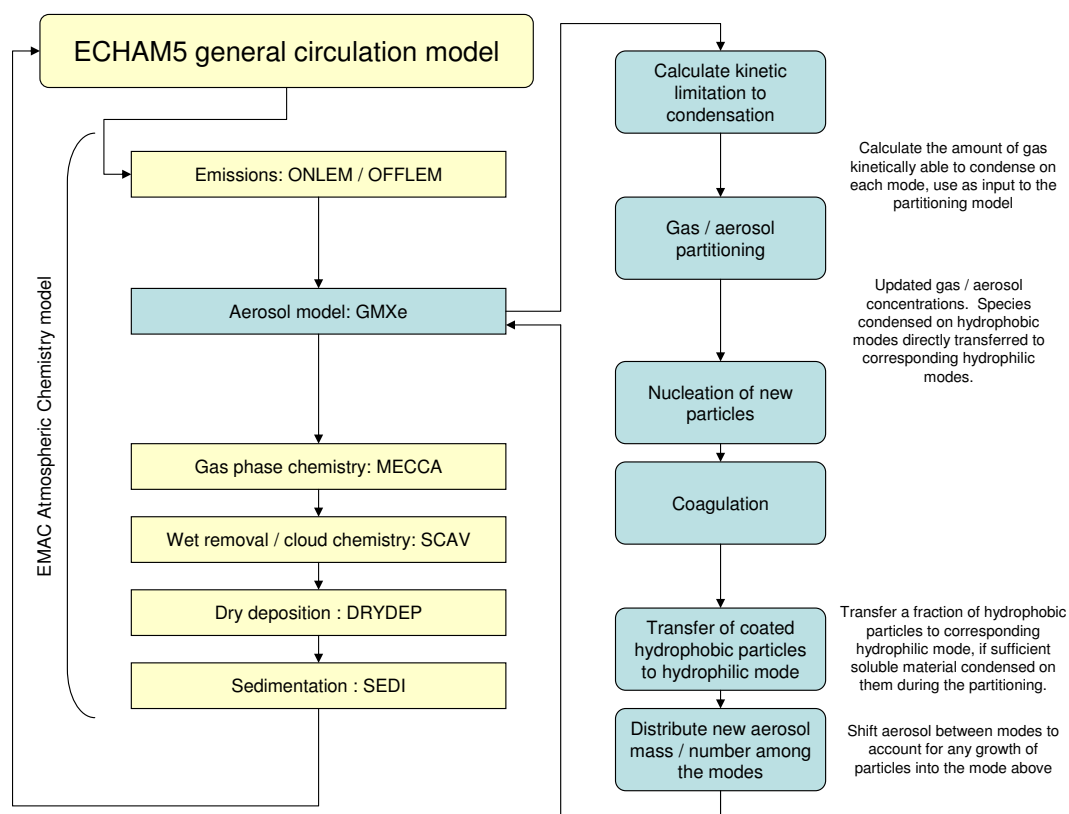 ECHAM5 general circulation model
EMAC Atmospheric Chemistry model
Emissions: ONLEM / OFFLEM
Aerosol model: GMXe
Gas phase chemistry: MECCA
Wet removal / cloud chemistry: SCAV
Dry deposition : DRYDEP
Sedimentation : SEDI
Calculate kinetic
limitation to
condensation
Calculate the amount of gas
kinetically able to condense on
each mode, use as input to the
partitioning model
Gas / aerosol
partitioning
Updated gas / aerosol
concentrations.  Species
condensed on hydrophobic
modes directly transferred to
corresponding hydrophilic
modes.
Nucleation of new
particles
Coagulation
Transfer of coated
hydrophobic particles
to hydrophilic mode
Transfer a fraction of hydrophobic
particles to corresponding
hydrophilic mode, if sufficient
soluble material condensed on
them during the partitioning.
Distribute new aerosol
mass / number among
the modes
Shift aerosol between modes to
account for any growth of
particles into the mode above